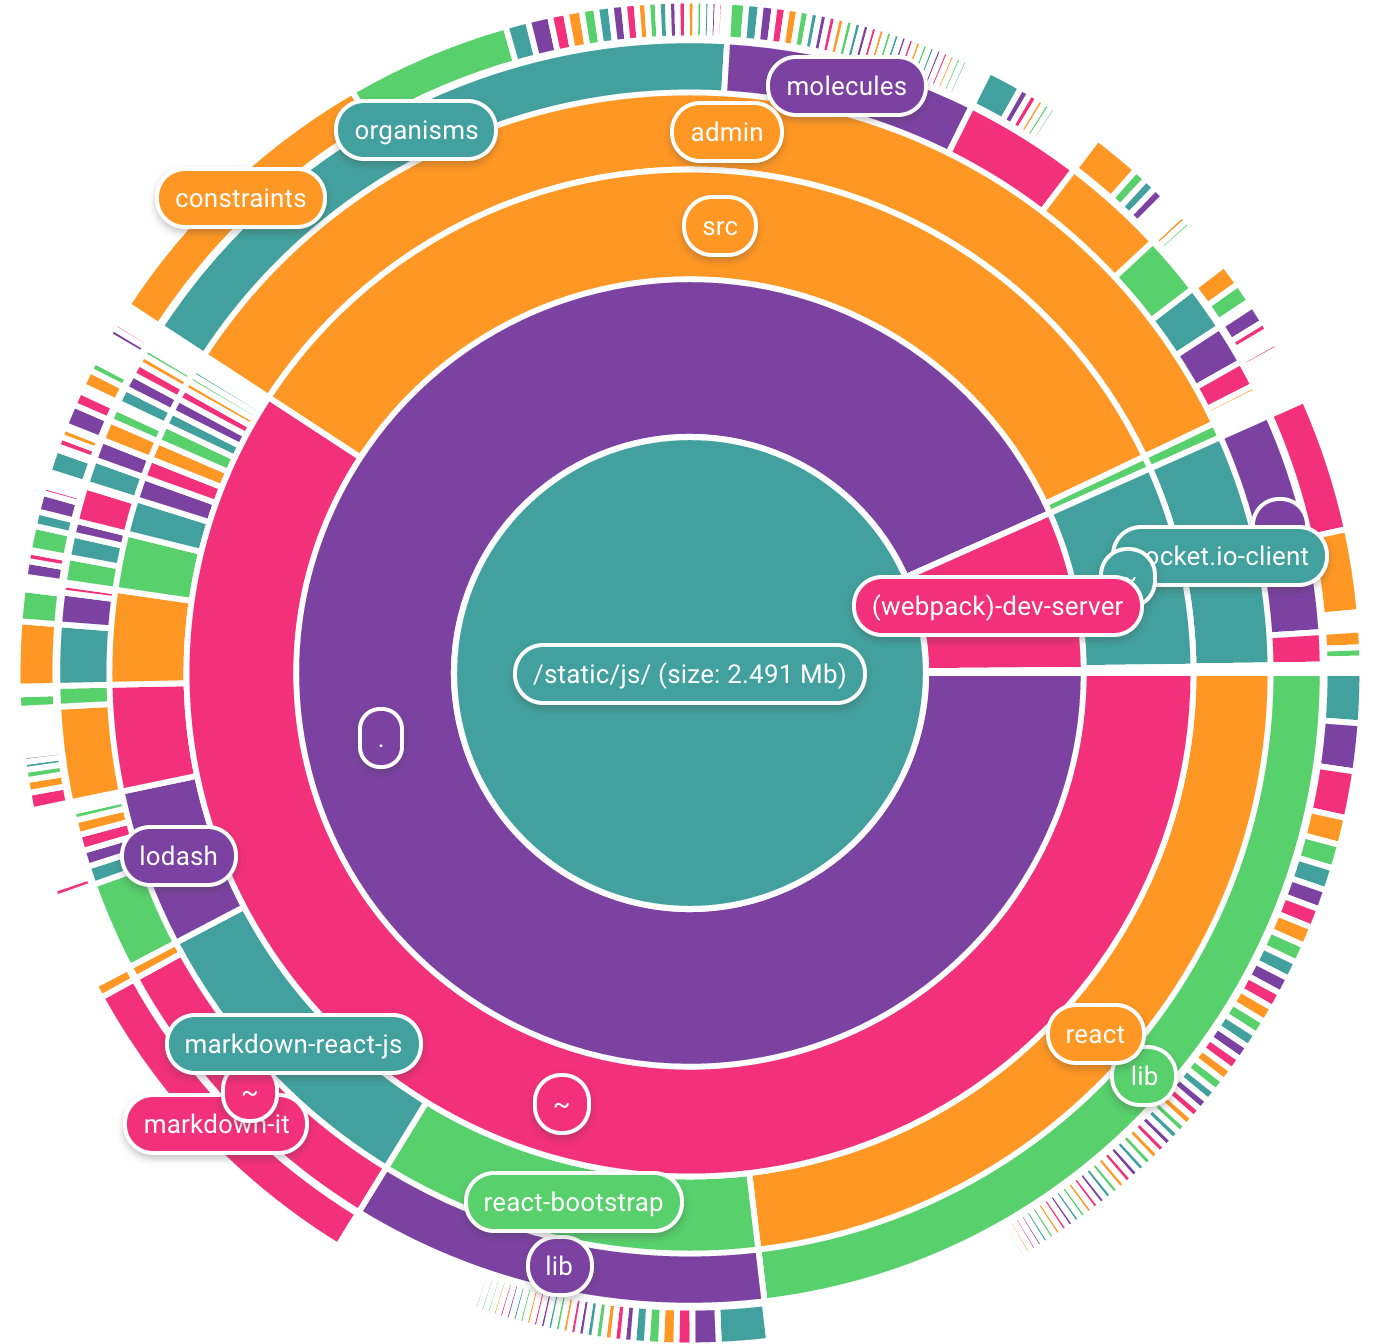 molecules
organisms
admin
constraints
src
ocket.io-client
~
(webpack)-dev-server
/static/js/ (size: 2.491 Mb)
.
lodash
react
markdown-react-js
lib
~
~
markdown-it
react-bootstrap
lib